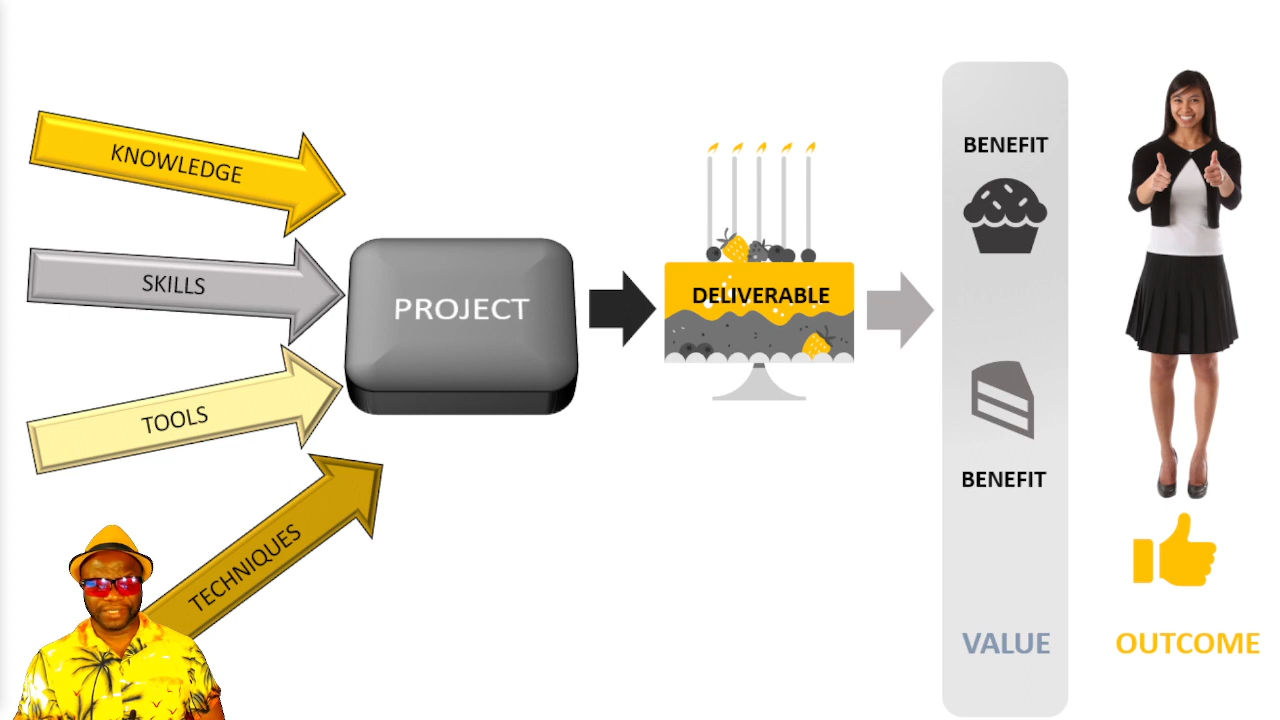 KNOWLEDGE
SKILLS
TOOLS
TECHNIQUES
PROJECT
DELIVERABLE
BENEFIT
BENEFIT
VALUE
OUTCOME